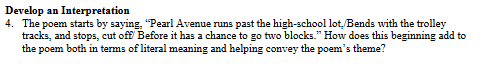 Develop an Interpretation
4. The poem starts by saying, “Pearl Avenue runs past the high-school lot,/Bends with the trolley
tracks, and stops, cut off/ Before it has a chance to go two blocks.” How does this beginning add to
the poem both in terms of literal meaning and helping convey the poem’s theme?